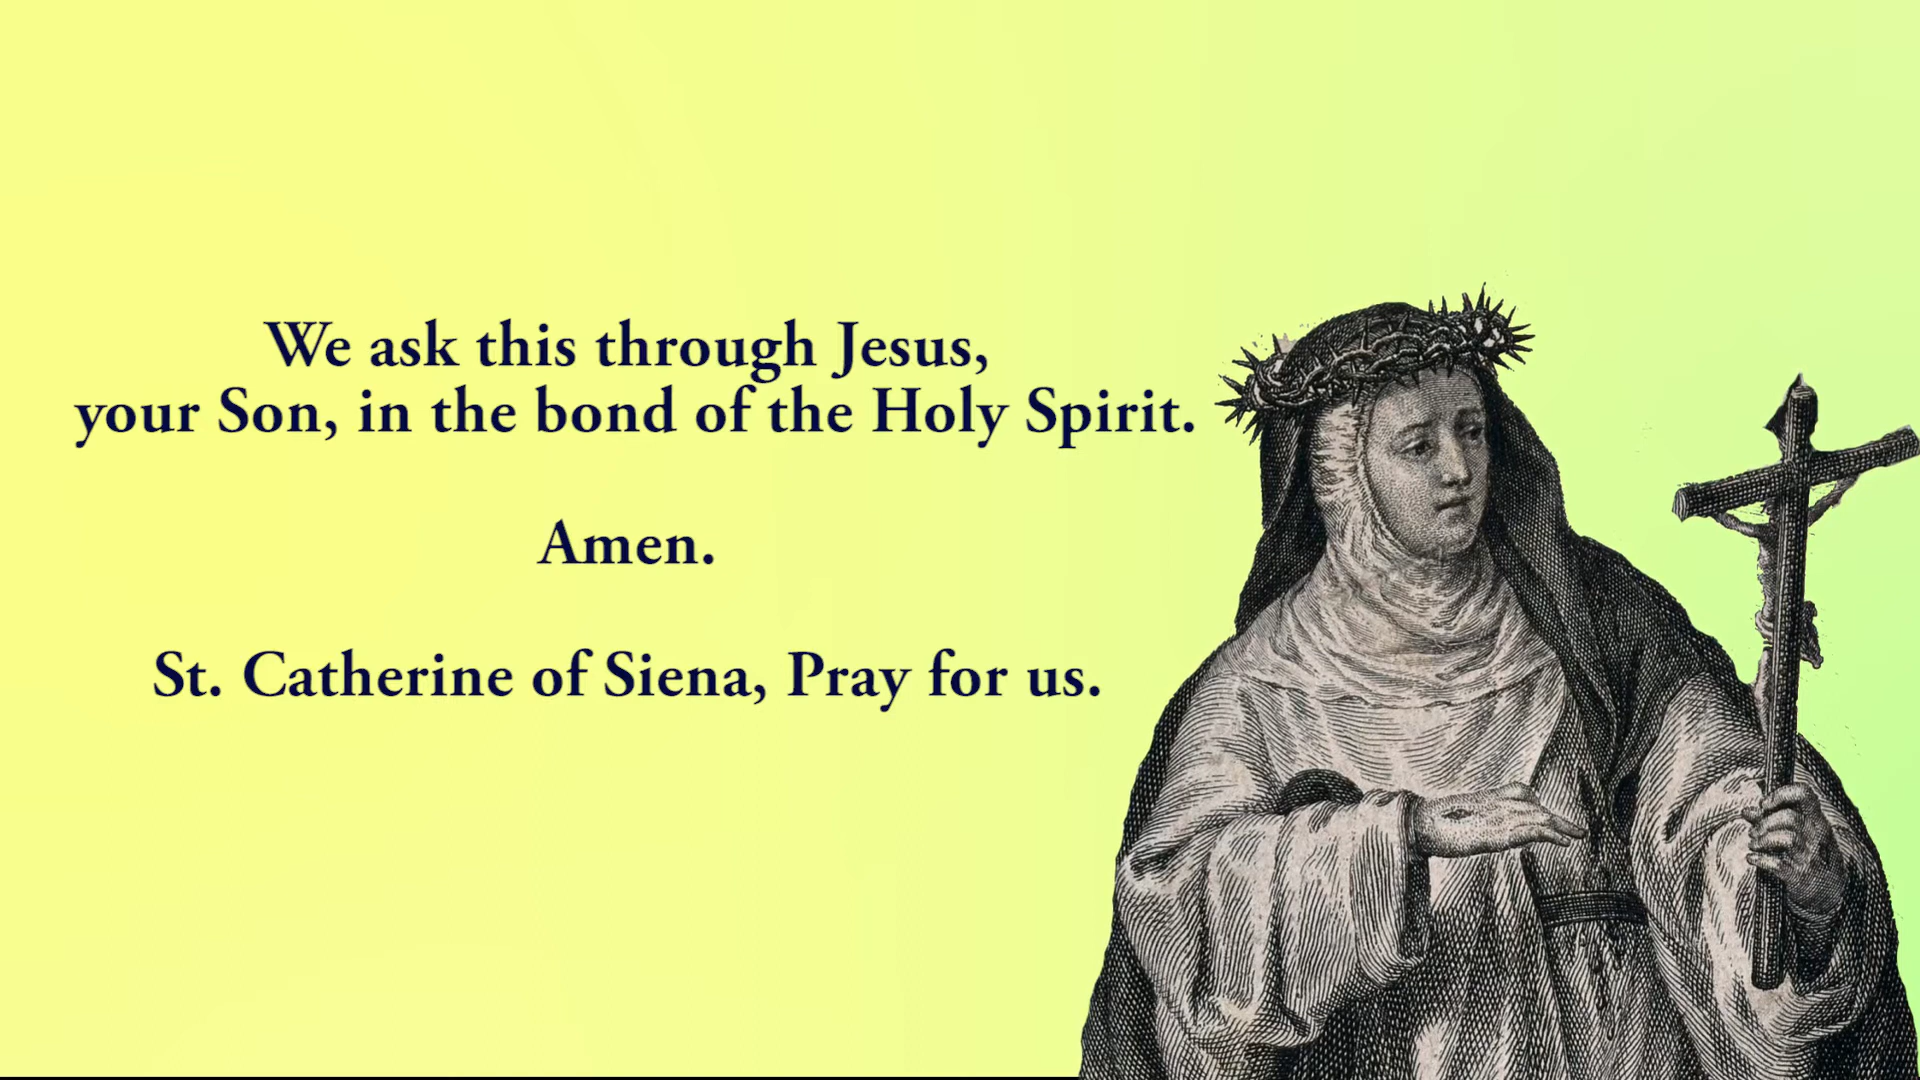 We ask this through Jesus,
your Son, in the bond of the Holy Spirit.
Amen.
St. Catherine of Siena, Pray for us.